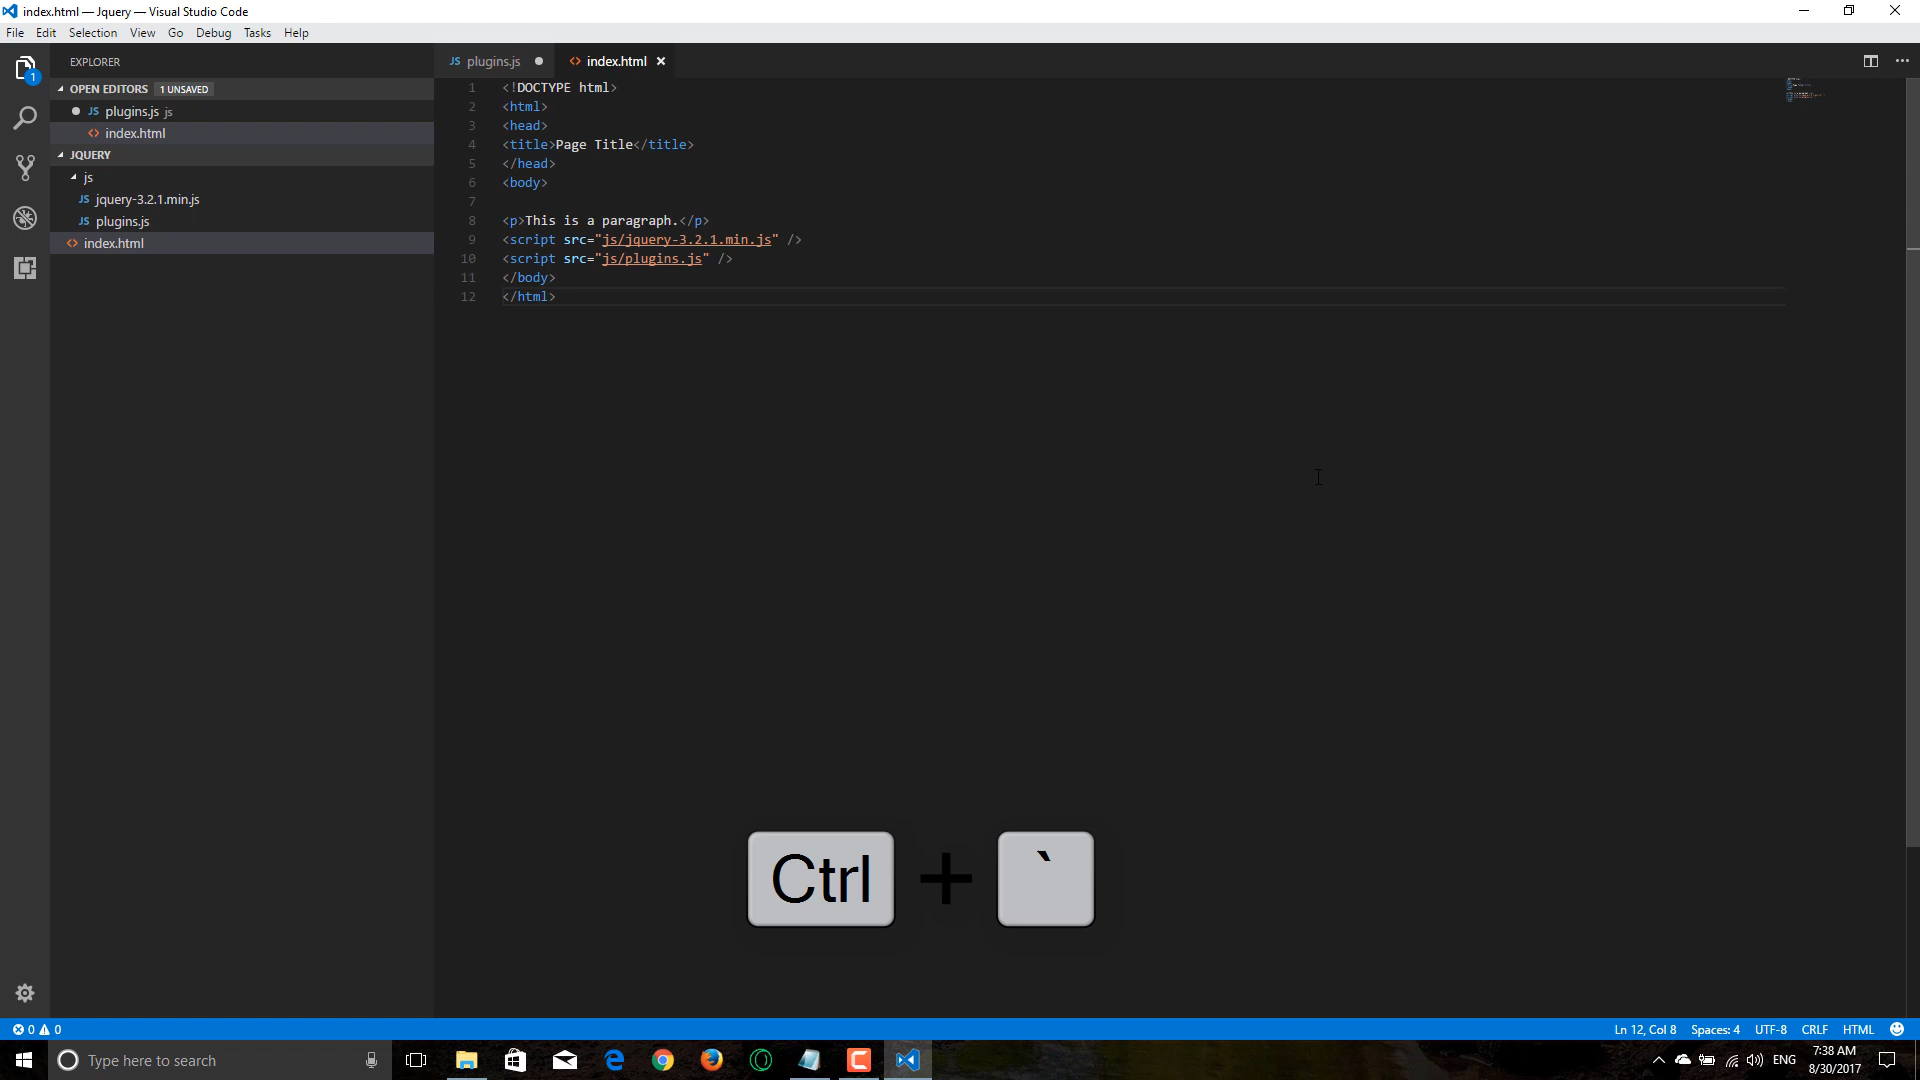 index.html — Jquery — Visual Studio Code
File Edit Selection View Go Debug Tasks Help
EXPLORER
OPEN EDITORS 1 UNSAVED
JS plugins.js js
<> index.html
JQUERY
js
JS jquery-3.2.1.min.js
JS plugins.js
<> index.html
1
JS plugins.js
<> index.html
1 <!DOCTYPE html>
2 <html>
3 <head>
4 <title>Page Title</title>
5 </head>
6 <body>
7
8 <p>This is a paragraph.</p>
9 <script src="js/jquery-3.2.1.min.js" />
10 <script src="js/plugins.js" />
11 </body>
12 </html>
Ctrl + `
0 0
Ln 12, Col 8 Spaces: 4 UTF-8 CRLF HTML
Type here to search
ENG
7:38 AM
8/30/2017